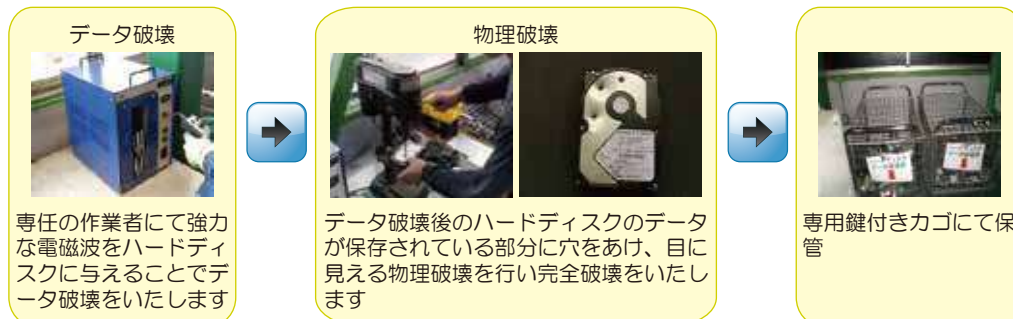 データ破壊
専任の作業者にて強力
な電磁波をハードディ
スクに与えることでデ
ータ破壊をいたします
物理破壊
データ破壊後のハードディスクのデータ
が保存されている部分に穴をあけ、目に
見える物理破壊を行い完全破壊をいたし
ます
専用鍵付きカゴにて保
管